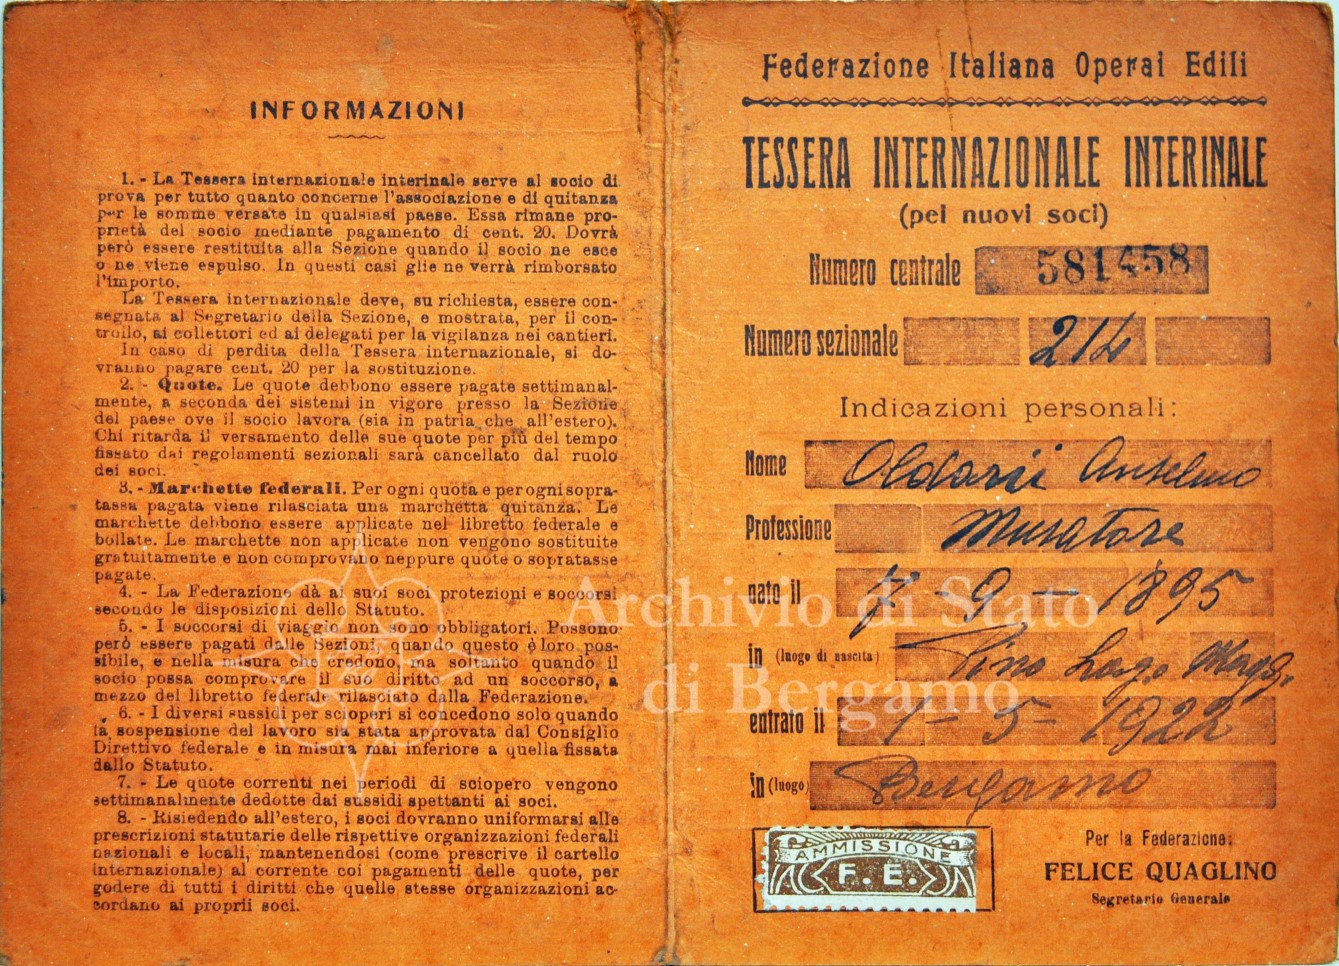 INFORMAZIONI
1. - La Tessera internazionale interinale serve al socio di
prova per tutto quanto concerne l'associazione e di quitanza
per le somme versate in qualsiasi paese. Essa rimane pro-
prietà del socio mediante pagamento di cent. 20. Dovrà
però essere restituita alla Sezione quando il socio ne esce
o ne viene espulso. In questi casi glie ne verrà rimborsato
l'importo.
La Tessera internazionale deve, su richiesta, essere con-
segnata al Segretario della Sezione, e mostrata, per il con-
trollo, ai collettori ed ai delegati per la vigilanza nei cantieri.
In caso di perdita della Tessera internazionale, si do-
vranno pagare cent. 20 per la sostituzione.
2. - Quote. Le quote debbono essere pagate settimanal-
mente, a seconda dei sistemi in vigore presso la Sezione
del paese ove il socio lavora (sia in patria che all'estero).
Chi ritarda il versamento delle sue quote per più del tempo
fissato dai regolamenti sezionali sarà cancellato dal ruolo
dei soci.
3. - Marchette federali. Per ogni quota e per ogni sopra-
tassa pagata viene rilasciata una marchetta quitanza. Le
marchette debbono essere applicate nel libretto federale e
bollate. Le marchette non applicate non vengono sostituite
gratuitamente e non comprovano neppure quote o sopratasse
pagate.
4. - La Federazione dà ai suoi soci protezioni e soccorsi
secondo le disposizioni dello Statuto.
5. - I soccorsi di viaggio non sono obbligatori. Possono
però essere pagati dalle Sezioni, quando questo è loro pos-
sibile, e nella misura che credono, ma soltanto quando il
socio possa comprovare il suo diritto ad un soccorso, a
mezzo del libretto federale rilasciato dalla Federazione.
6. - I diversi sussidi per scioperi si concedono solo quando
la sospensione del lavoro sia stata approvata dal Consiglio
Direttivo federale e in misura mai inferiore a quella fissata
dallo Statuto.
7. - Le quote correnti nei periodi di sciopero vengono
settimanalmente dedotte dai sussidi spettanti ai soci.
8. - Risiedendo all'estero, i soci dovranno uniformarsi alle
prescrizioni statutarie delle rispettive organizzazioni federali
nazionali e locali, mantenendosi (come prescrive il cartello
internazionale) al corrente coi pagamenti delle quote, per
godere di tutti i diritti che quelle stesse organizzazioni ac-
cordano ai proprii soci.
Federazione Italiana Operai Edili
TESSERA INTERNAZIONALE INTERINALE
(pei nuovi soci)
Numero centrale 581458
Numero sezionale 214
Indicazioni personali:
Nome Oldarii Anselmo
Professione Muratore
nato il 7 - 9 - 1895
in (luogo di nascita) Pino Lago Magg.
entrato il 1 - 5 - 1922
in (luogo) Bergamo
AMMISSIONE
F. E.
Per la Federazione:
FELICE QUAGLINO
Segretario Generale
Archivio di Stato
di Bergamo